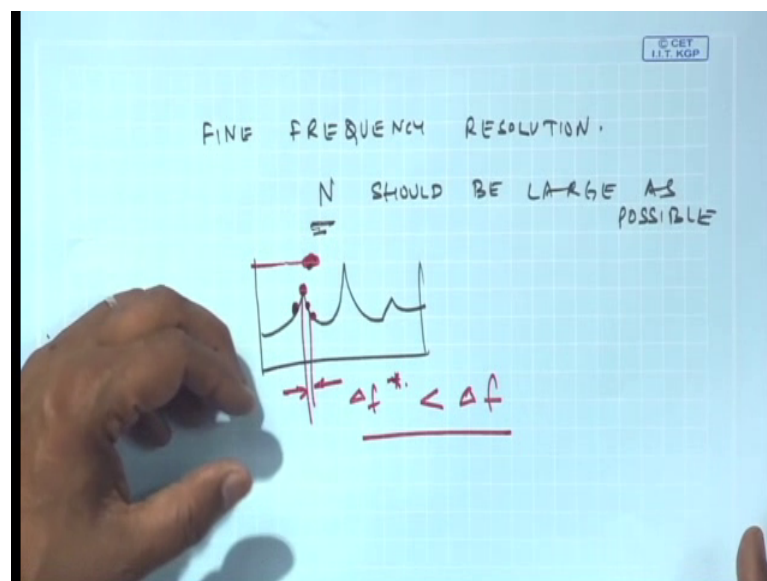 © CET
I.I.T. KGP
FINE FREQUENCY RESOLUTION.
N SHOULD BE LARGE AS
POSSIBLE
Δf* < Δf